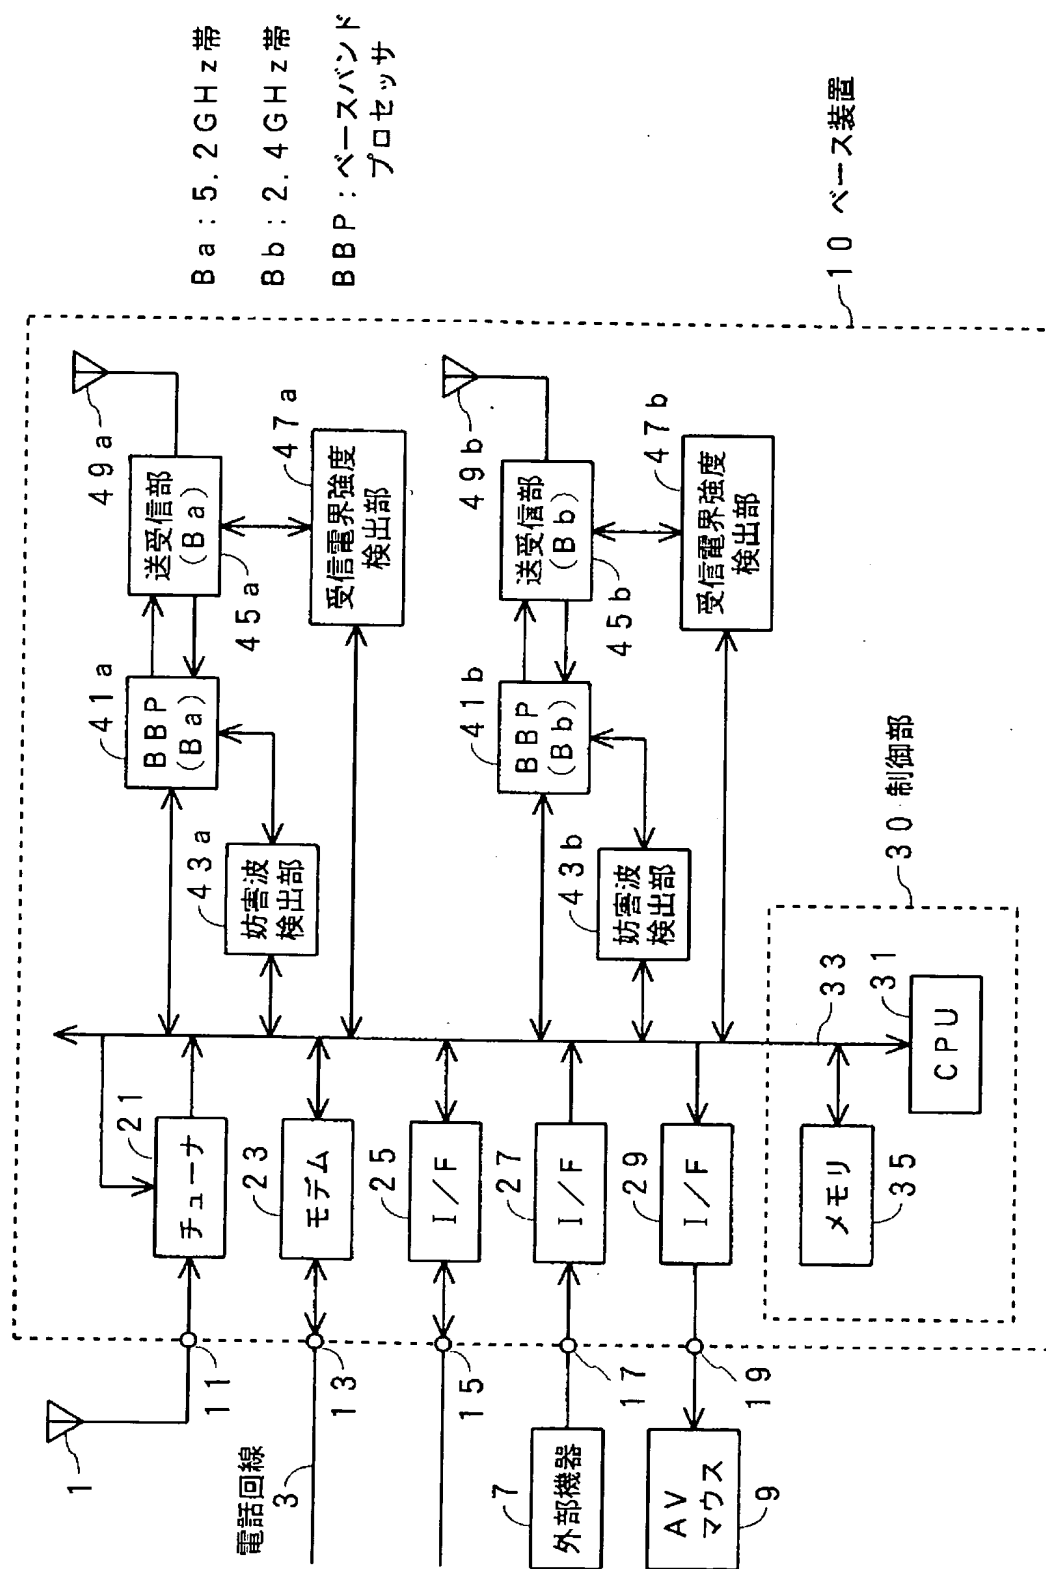 Ba:5.2GHz帯
Bb:2.4GHz帯
BBP:ベースバンド
プロセッサ
10 ベース装置
49a
送受信部
(Ba)
45a
47a
受信電界強度
検出部
41a
BBP
(Ba)
43a
妨害波
検出部
49b
送受信部
(Bb)
45b
47b
受信電界強度
検出部
41b
BBP
(Bb)
43b
妨害波
検出部
30 制御部
33
31
CPU
メモリ
35
21
チューナ
23
モデム
25
I/F
27
I/F
29
I/F
11
13
15
17
19
1
電話回線
3
7
外部機器
AV
マウス
9